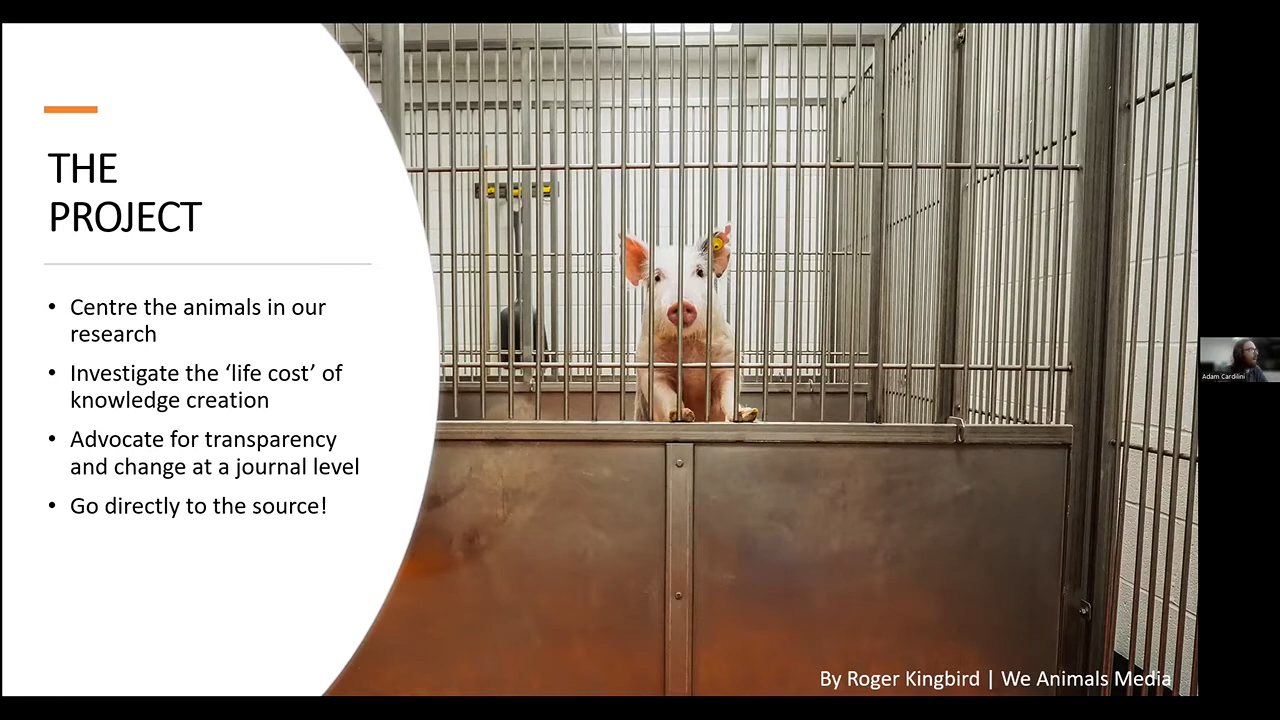 THE
PROJECT
• Centre the animals in our
research
• Investigate the ‘life cost’ of
knowledge creation
• Advocate for transparency
and change at a journal level
• Go directly to the source!
By Roger Kingbird | We Animals Media
Adam Cardilini